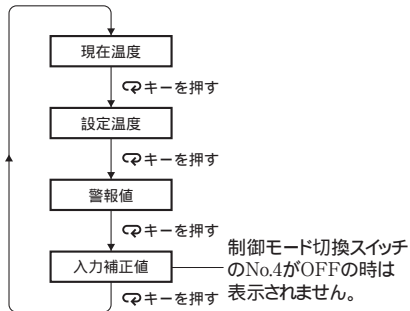 現在温度
キーを押す
設定温度
キーを押す
警報値
キーを押す
入力補正値
制御モード切換スイッチ
のNo.4がOFFの時は
表示されません。
キーを押す